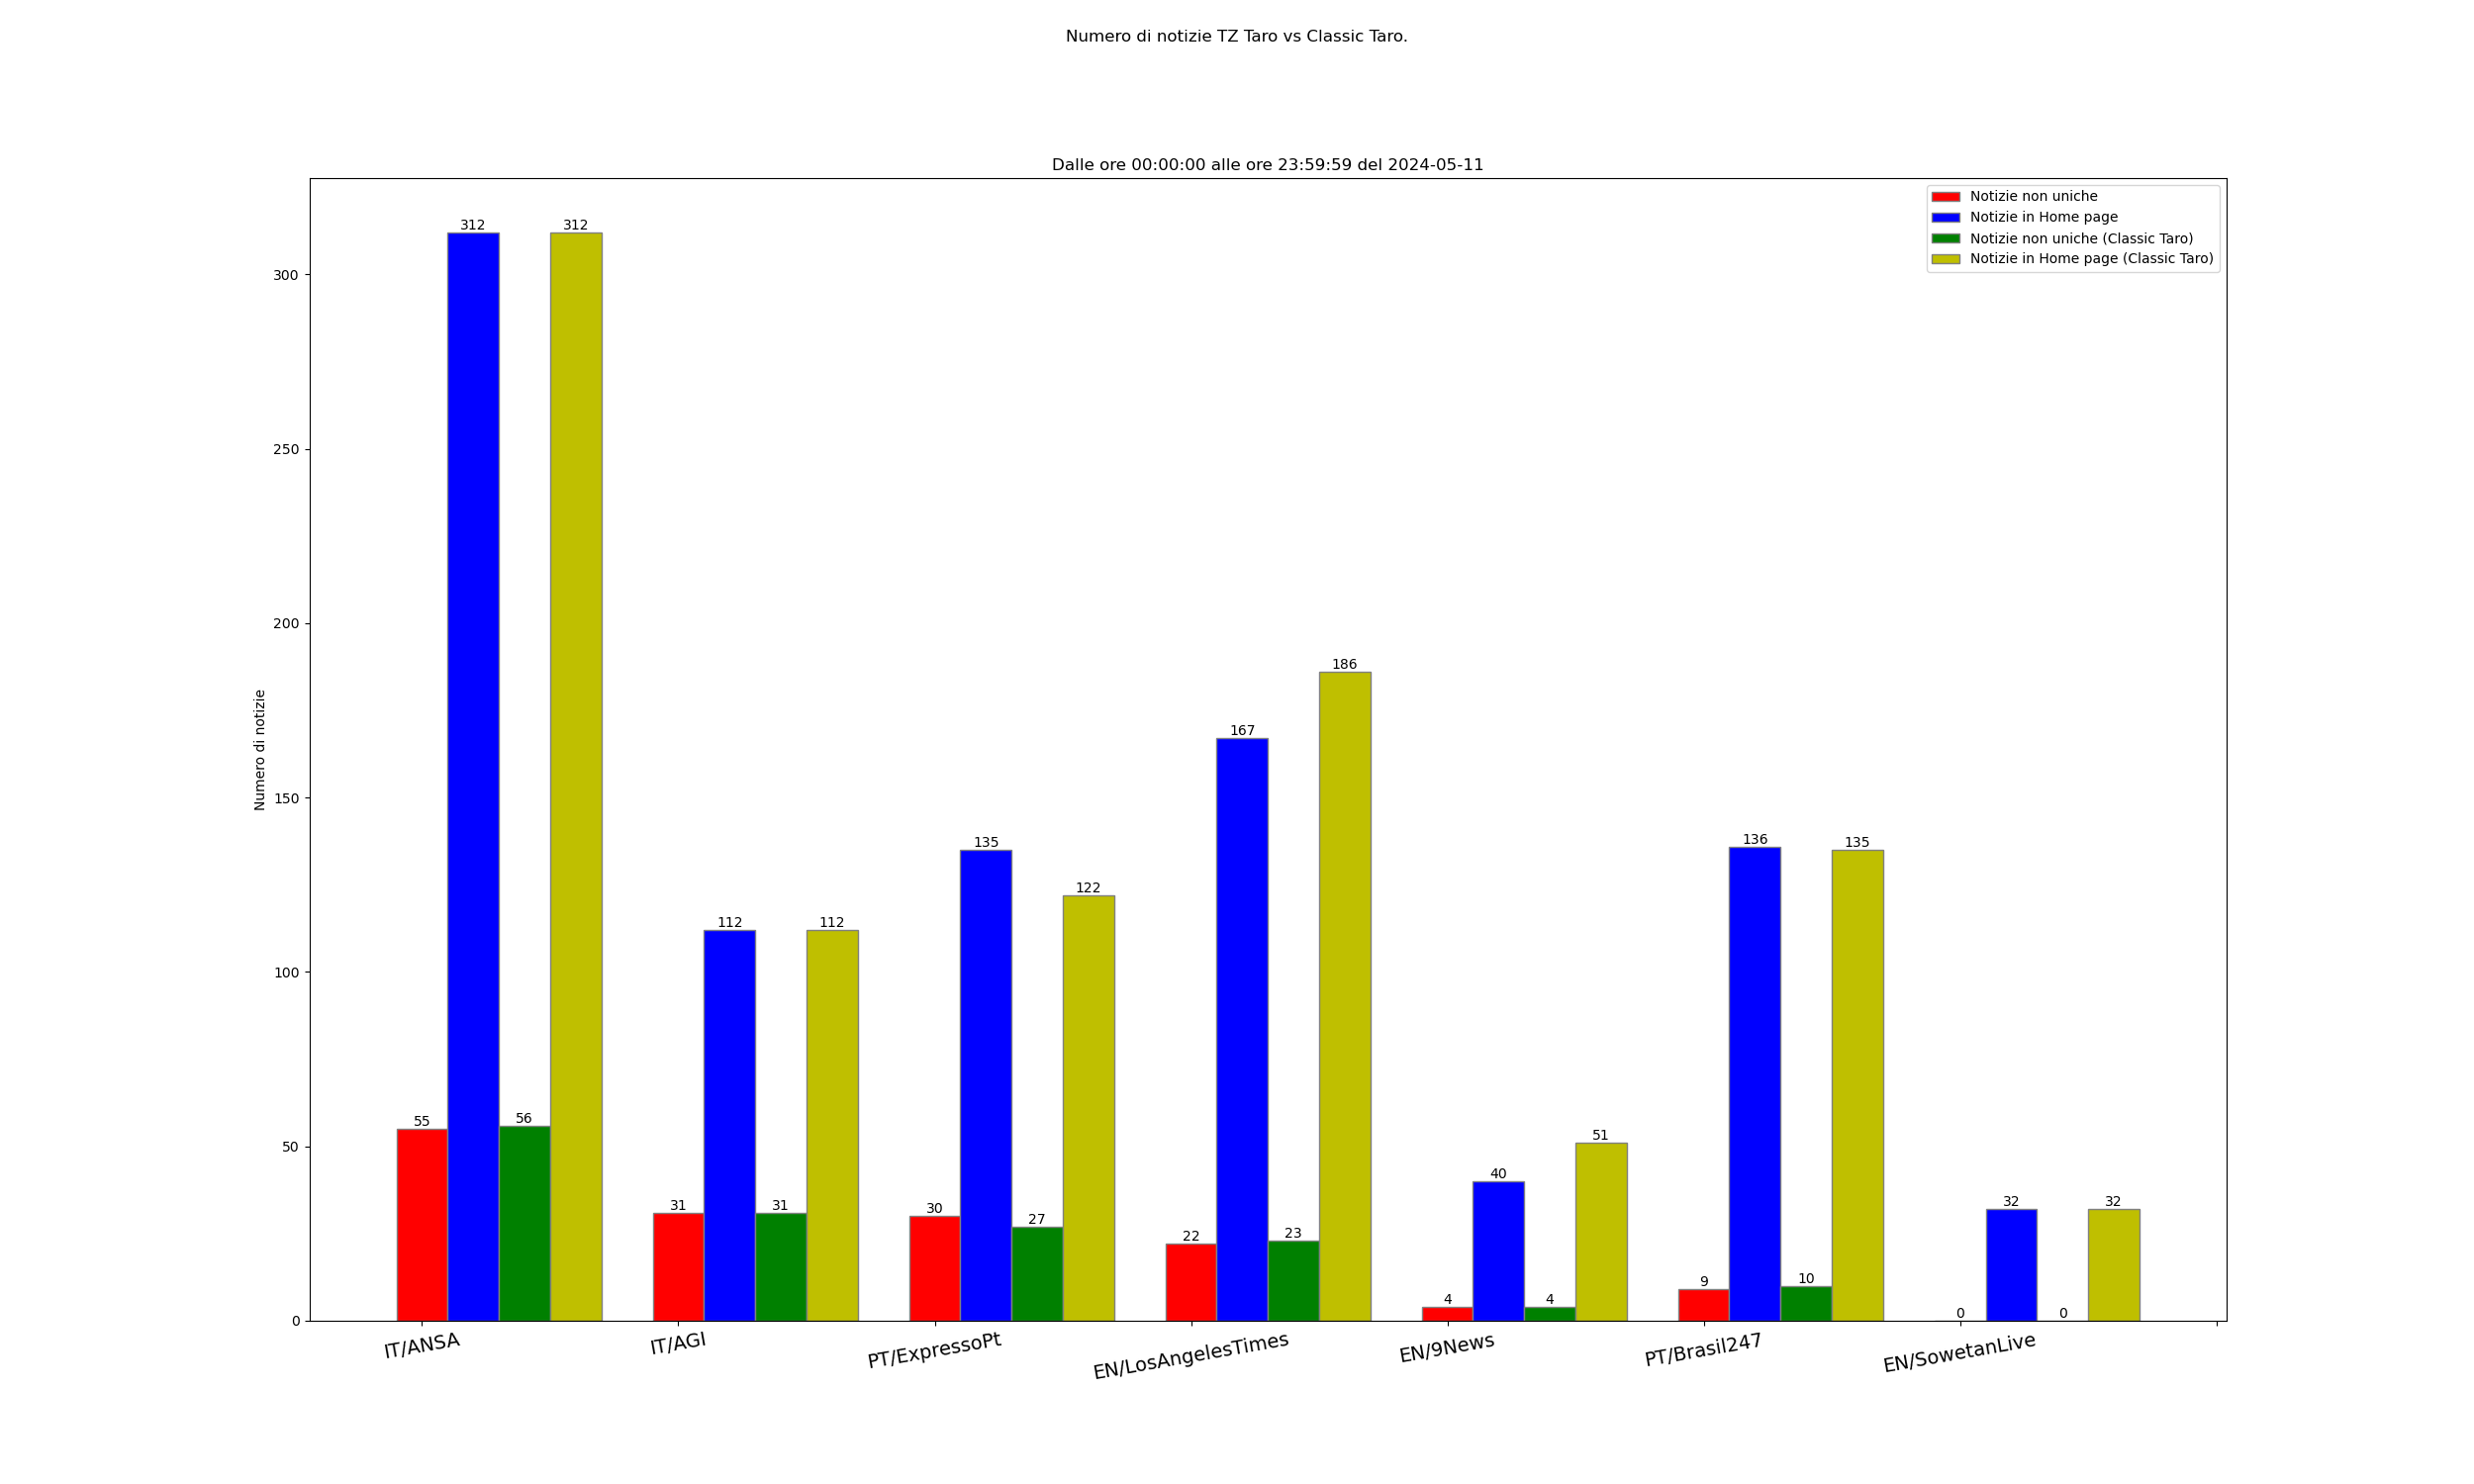 Numero di notizie TZ Taro vs Classic Taro.
Dalle ore 00:00:00 alle ore 23:59:59 del 2024-05-11
Notizie non uniche
Notizie in Home page
Notizie non uniche (Classic Taro)
Notizie in Home page (Classic Taro)
Numero di notizie
300
250
200
150
100
50
0
55
312
56
312
31
112
31
112
30
135
27
122
22
167
23
186
4
40
4
51
9
136
10
135
0
32
0
32
IT/ANSA
IT/AGI
PT/ExpressoPt
EN/LosAngelesTimes
EN/9News
PT/Brasil247
EN/SowetanLive